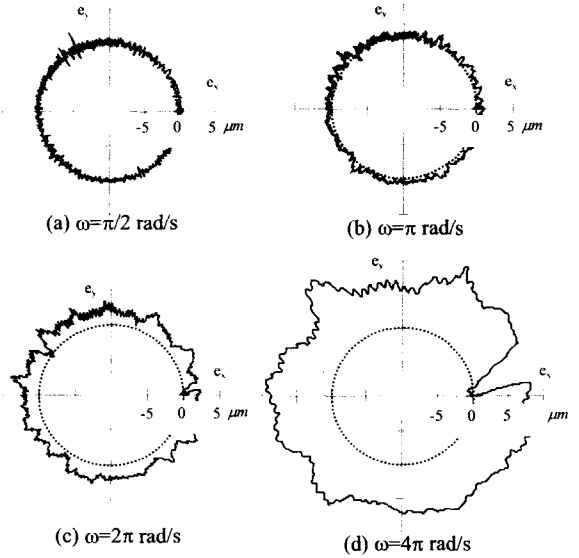 e_y
e_x
-5 0 5 μm
(a) ω=π/2 rad/s
e_y
e_x
-5 0 5 μm
(b) ω=π rad/s
e_y
e_x
-5 0 5 μm
(c) ω=2π rad/s
e_y
e_x
-5 0 5 μm
(d) ω=4π rad/s